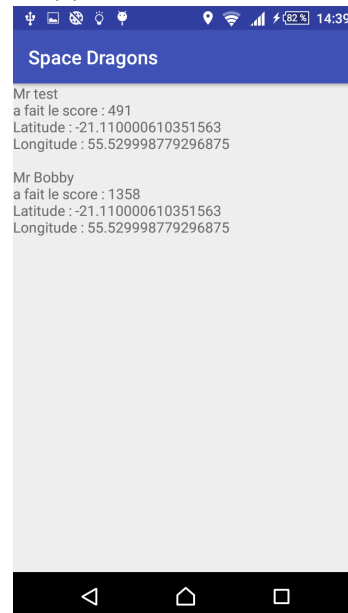 82 %
14:39
Space Dragons
Mr test
a fait le score : 491
Latitude : -21.110000610351563
Longitude : 55.529998779296875
Mr Bobby
a fait le score : 1358
Latitude : -21.110000610351563
Longitude : 55.529998779296875